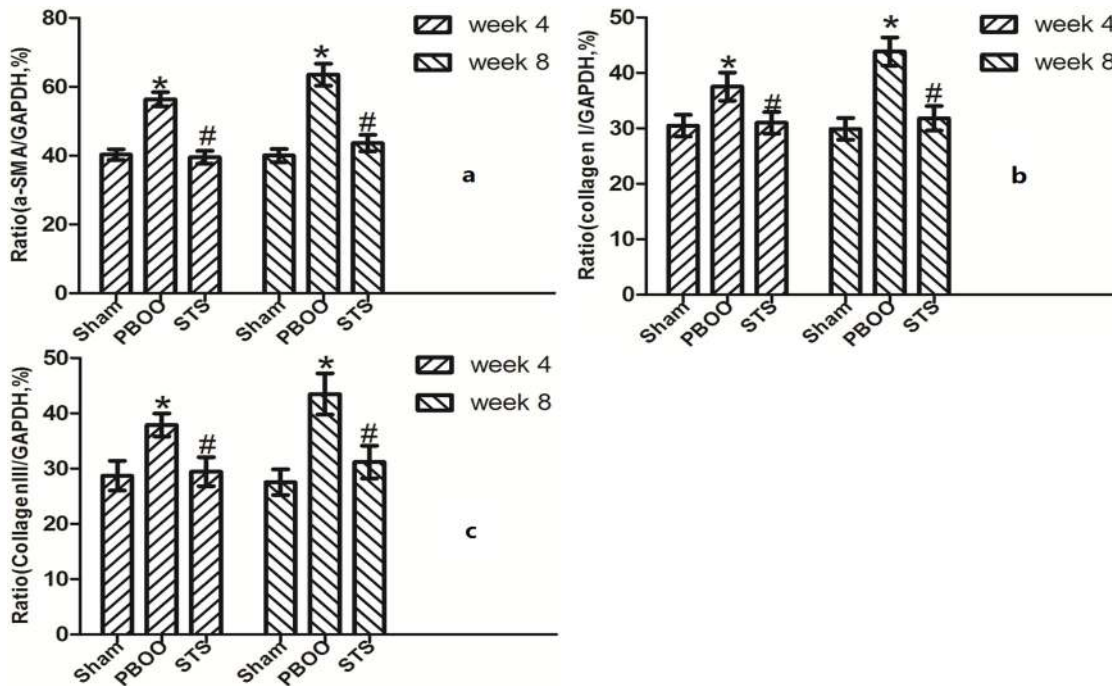 Ratio(a-SMA/GAPDH,%)
80
60
40
20
0
*
#
*
#
week 4
week 8
a
Sham
PBOO
STS
Sham
PBOO
STS
Ratio(collagen I/GAPDH,%)
50
40
30
20
10
0
*
#
*
#
week 4
week 8
b
Sham
PBOO
STS
Sham
PBOO
STS
Ratio(CollagenIII/GAPDH,%)
50
40
30
20
10
0
*
#
*
#
week 4
week 8
c
Sham
PBOO
STS
Sham
PBOO
STS